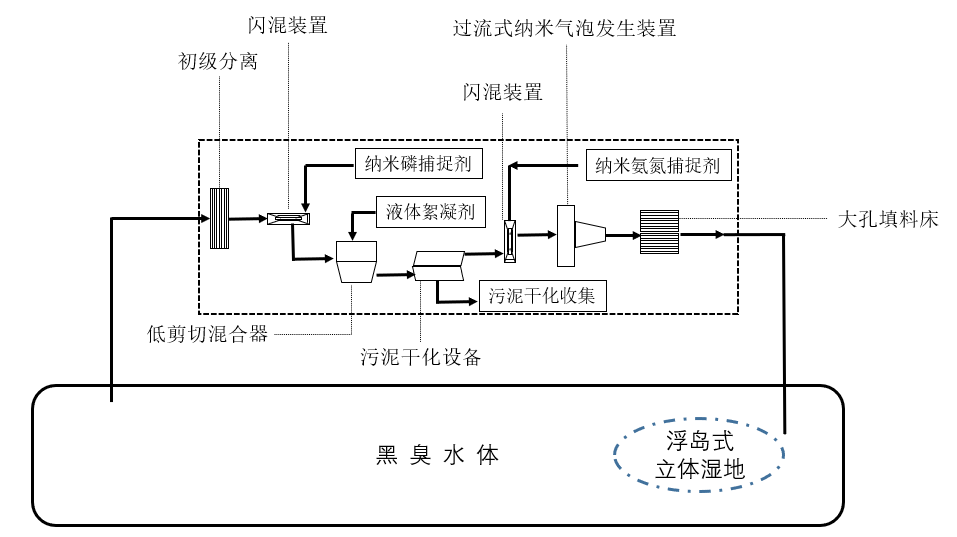 闪混装置
过流式纳米气泡发生装置
初级分离
闪混装置
纳米磷捕捉剂
纳米氨氮捕捉剂
液体絮凝剂
大孔填料床
污泥干化收集
低剪切混合器
污泥干化设备
黑臭水体
浮岛式
立体湿地